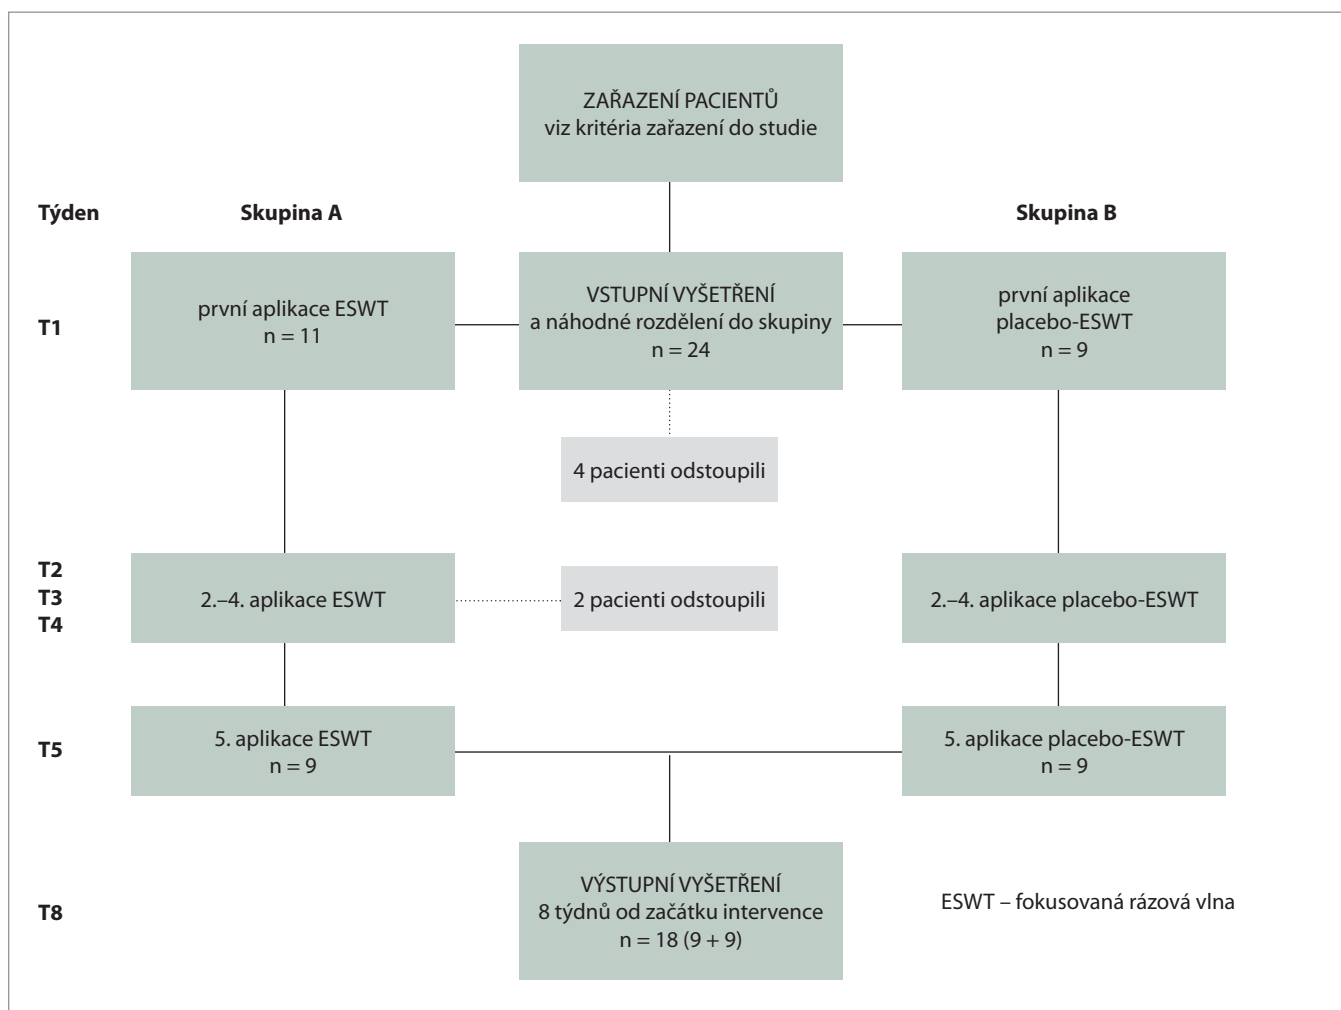 ZAŘAZENÍ PACIENTŮ
viz kritéria zařazení do studie
Týden
Skupina A
Skupina B
T1
první aplikace ESWT
n = 11
VSTUPNÍ VYŠETŘENÍ
a náhodné rozdělení do skupiny
n = 24
první aplikace
placebo-ESWT
n = 9
4 pacienti odstoupili
T2
T3
T4
2.–4. aplikace ESWT
2 pacienti odstoupili
2.–4. aplikace placebo-ESWT
T5
5. aplikace ESWT
n = 9
5. aplikace placebo-ESWT
n = 9
T8
VÝSTUPNÍ VYŠETŘENÍ
8 týdnů od začátku intervence
n = 18 (9 + 9)
ESWT – fokusovaná rázová vlna